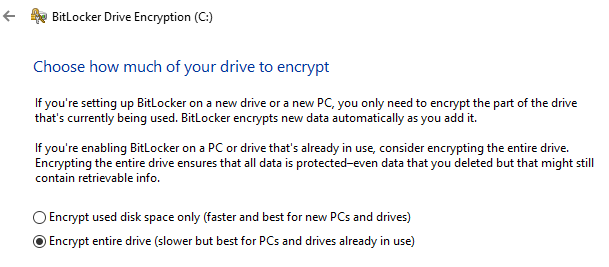 BitLocker Drive Encryption (C:)
Choose how much of your drive to encrypt
If you're setting up BitLocker on a new drive or a new PC, you only need to encrypt the part of the drive
that's currently being used. BitLocker encrypts new data automatically as you add it.
If you're enabling BitLocker on a PC or drive that's already in use, consider encrypting the entire drive.
Encrypting the entire drive ensures that all data is protected–even data that you deleted but that might still
contain retrievable info.
Encrypt used disk space only (faster and best for new PCs and drives)
Encrypt entire drive (slower but best for PCs and drives already in use)